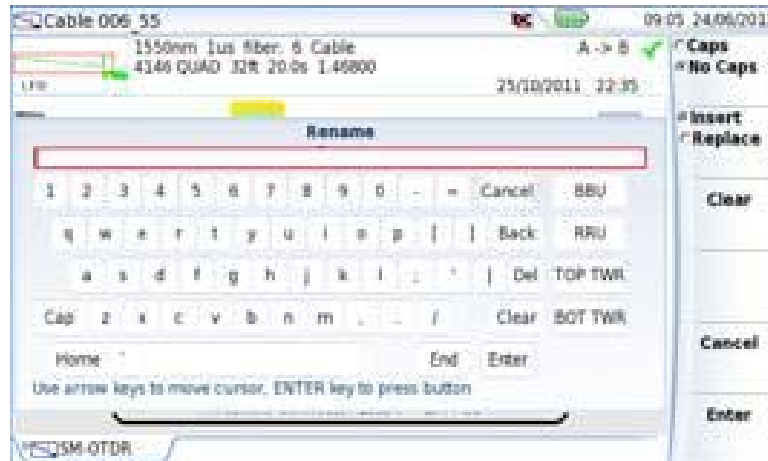 Cable 006_55
DC
09:05 24/06/201
1550nm 1us fiber. 6 Cable
A -> B
4146 QUAD 32ft 20.0s 1.46800
25/10/2011 22:35
Caps
No Caps
Insert
Replace
Clear
Cancel
Enter
Rename
1 2 3 4 5 6 7 8 9 0 - = Cancel BBU
q w e r t y u i o p [ ] Back RRU
a s d f g h j k l ; ' | Del TOP TWR
Cap z x c v b n m , . / Clear BOT TWR
Home ` End Enter
Use arrow keys to move cursor, ENTER key to press button
SM-OTDR